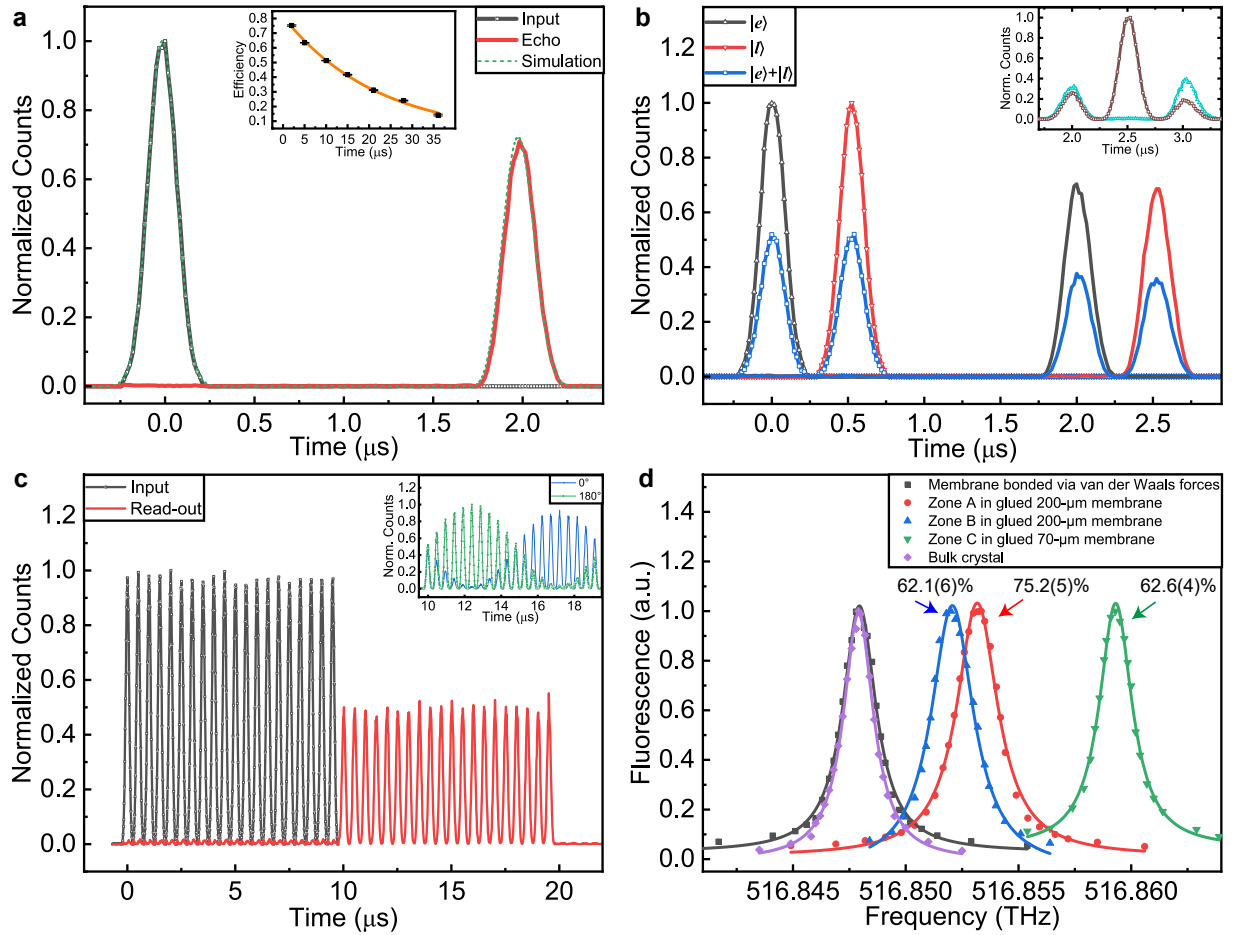 a
Input
Echo
Simulation
Efficiency
0.8
0.7
0.6
0.5
0.4
0.3
0.2
0.1
0 5 10 15 20 25 30 35
Time (μs)
Normalized Counts
1.0
0.8
0.6
0.4
0.2
0.0
0.0 0.5 1.0 1.5 2.0
Time (μs)
b
|e⟩
|l⟩
|e⟩+|l⟩
Norm. Counts
1.0
0.8
0.6
0.4
0.2
0.0
2.0 2.5 3.0
Time (μs)
Normalized Counts
1.2
1.0
0.8
0.6
0.4
0.2
0.0
0.0 0.5 1.0 1.5 2.0 2.5
Time (μs)
c
Input
Read-out
0°
180°
Norm. Counts
1.2
1.0
0.8
0.6
0.4
0.2
0.0
10 12 14 16 18
Time (μs)
Normalized Counts
1.2
1.0
0.8
0.6
0.4
0.2
0.0
0 5 10 15 20
Time (μs)
d
Membrane bonded via van der Waals forces
Zone A in glued 200-μm membrane
Zone B in glued 200-μm membrane
Zone C in glued 70-μm membrane
Bulk crystal
62.1(6)% 75.2(5)% 62.6(4)%
Fluorescence (a.u.)
1.4
1.2
1.0
0.8
0.6
0.4
0.2
0.0
516.845 516.850 516.855 516.860
Frequency (THz)